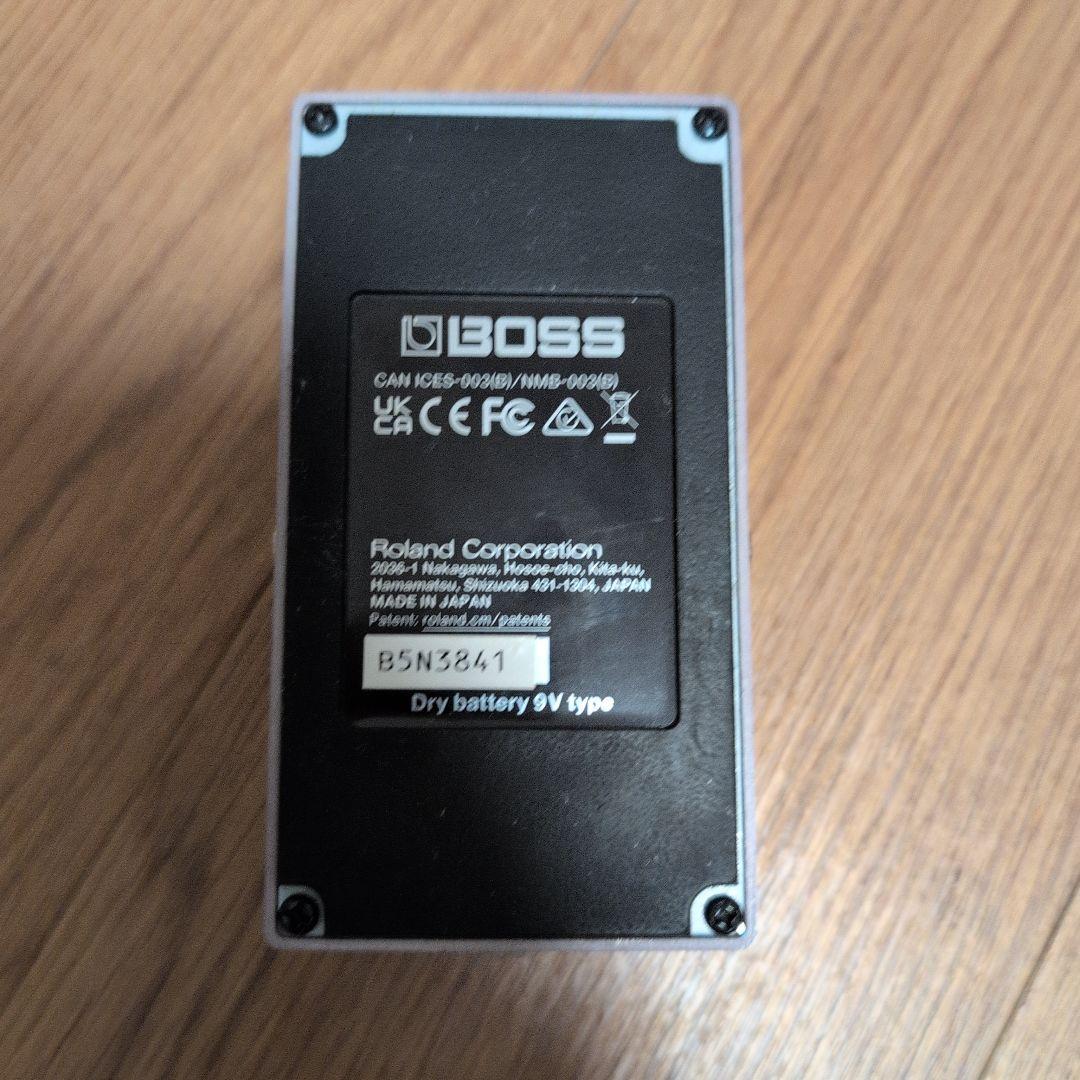 BOSS
CAN ICES-003(B)/NMB-003(B)
UK CA CE FC
Roland Corporation
2036-1 Nakagawa, Hosoe-cho, Kita-ku,
Hamamatsu, Shizuoka 431-1304, JAPAN
MADE IN JAPAN
Patent: roland.cm/patents
B5N3841
Dry battery 9V type